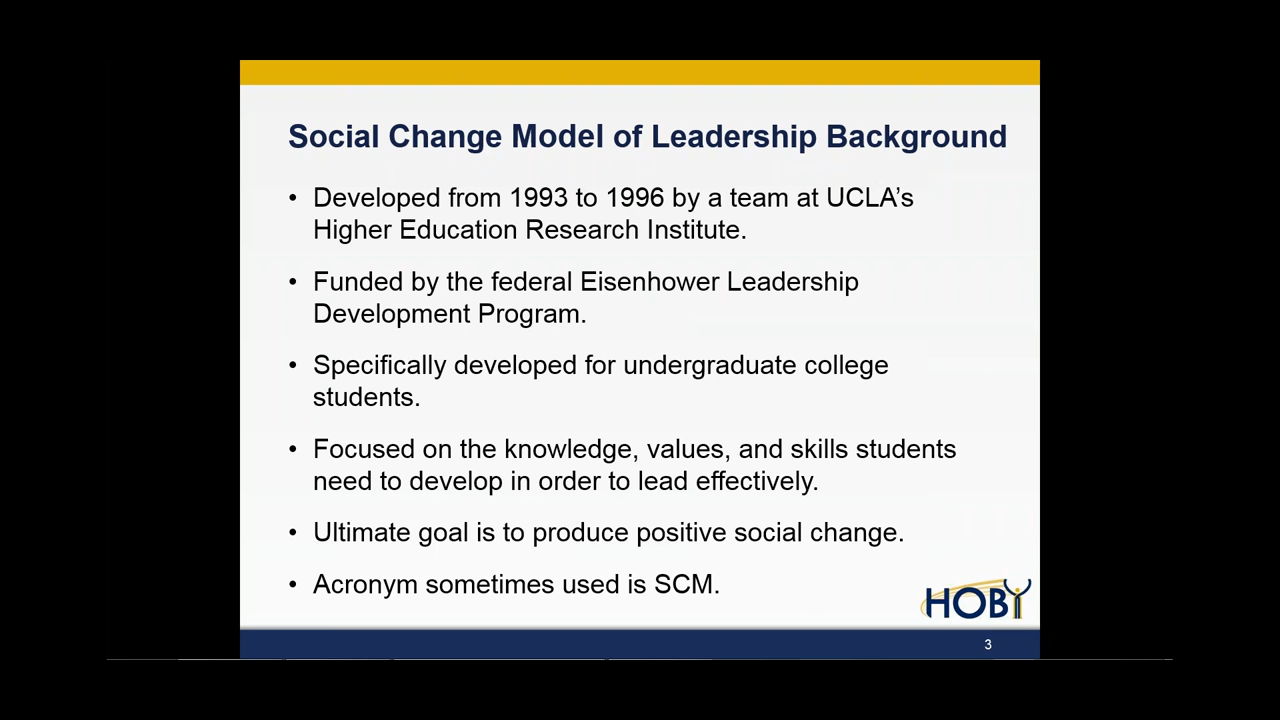 Social Change Model of Leadership Background
• Developed from 1993 to 1996 by a team at UCLA’s
Higher Education Research Institute.
• Funded by the federal Eisenhower Leadership
Development Program.
• Specifically developed for undergraduate college
students.
• Focused on the knowledge, values, and skills students
need to develop in order to lead effectively.
• Ultimate goal is to produce positive social change.
• Acronym sometimes used is SCM.
HOBY
3